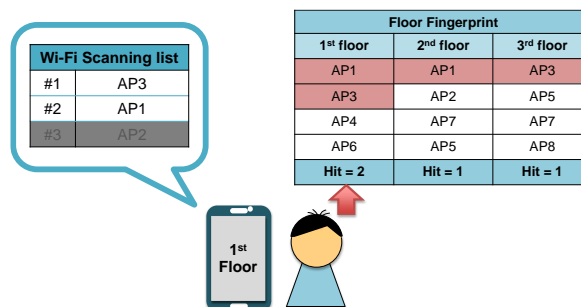 Wi-Fi Scanning list
#1 AP3
#2 AP1
#3 AP2
Floor Fingerprint
1st floor 2nd floor 3rd floor
AP1 AP1 AP3
AP3 AP2 AP5
AP4 AP7 AP7
AP6 AP5 AP8
Hit = 2 Hit = 1 Hit = 1
1st
Floor